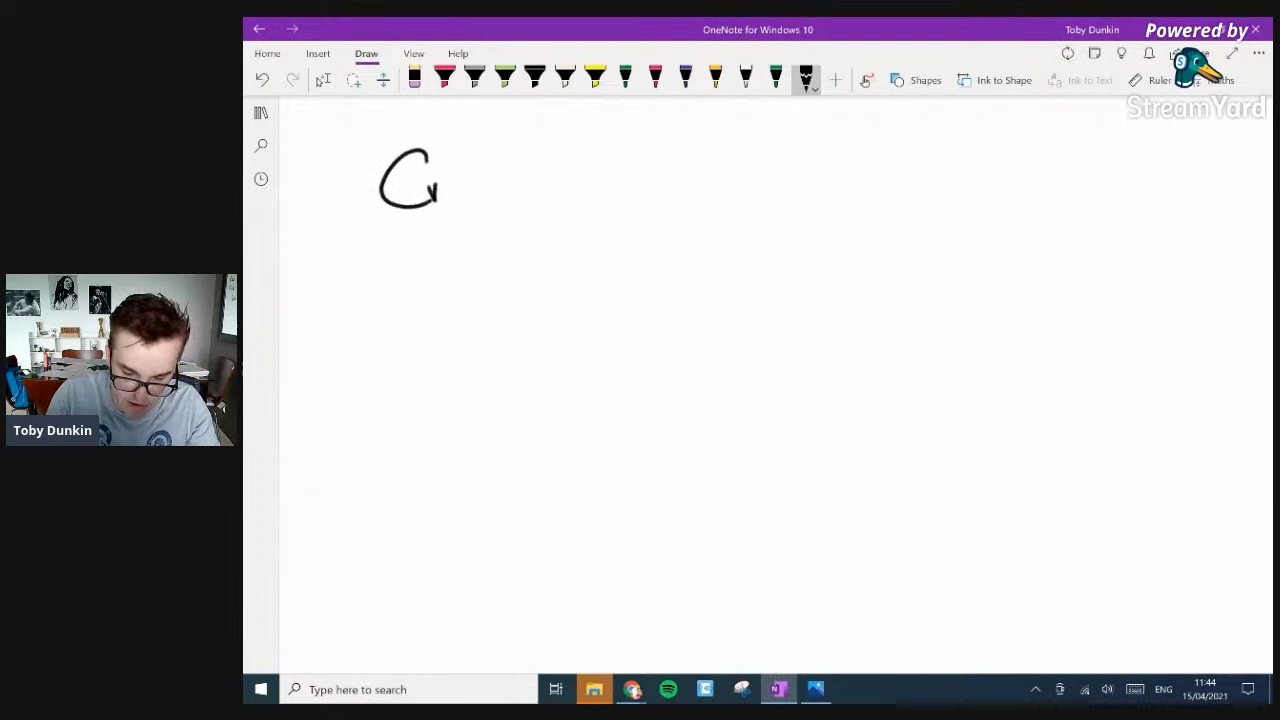 OneNote for Windows 10
Toby Dunkin
Powered by
Home Insert Draw View Help
Shapes Ink to Shape Ink to Text Ruler
StreamYard
S
C
Toby Dunkin
Type here to search
ENG
11:44
15/04/2021